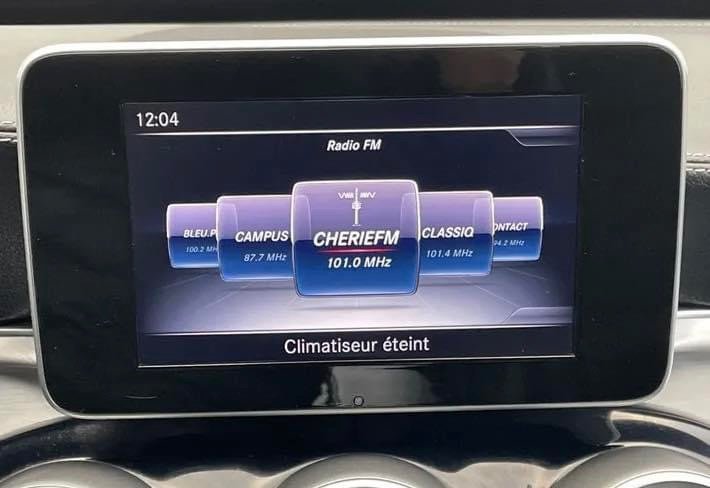 12:04
Radio FM
BLEU.P CAMPUS CHERIEFM CLASSIQ ONTACT
100.2 MH 87.7 MHz 101.0 MHz 101.4 MHz 94.2 MHz
Climatiseur éteint